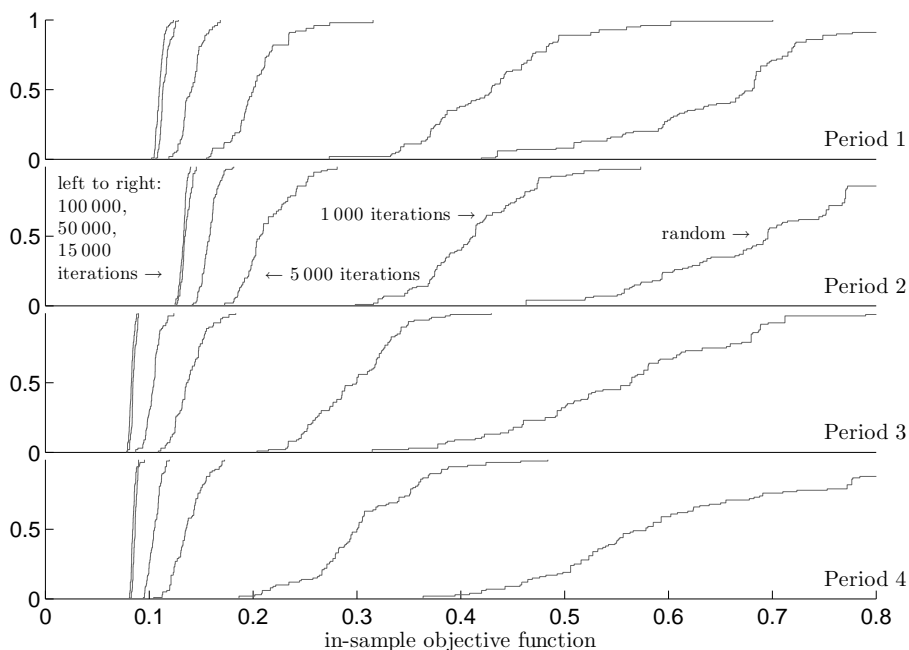 1
0.5
0
Period 1
1
left to right:
100 000,
50 000,
15 000
iterations →
1 000 iterations →
random →
← 5 000 iterations
0.5
0
Period 2
0.5
0
Period 3
0.5
0
Period 4
0 0.1 0.2 0.3 0.4 0.5 0.6 0.7 0.8
in-sample objective function